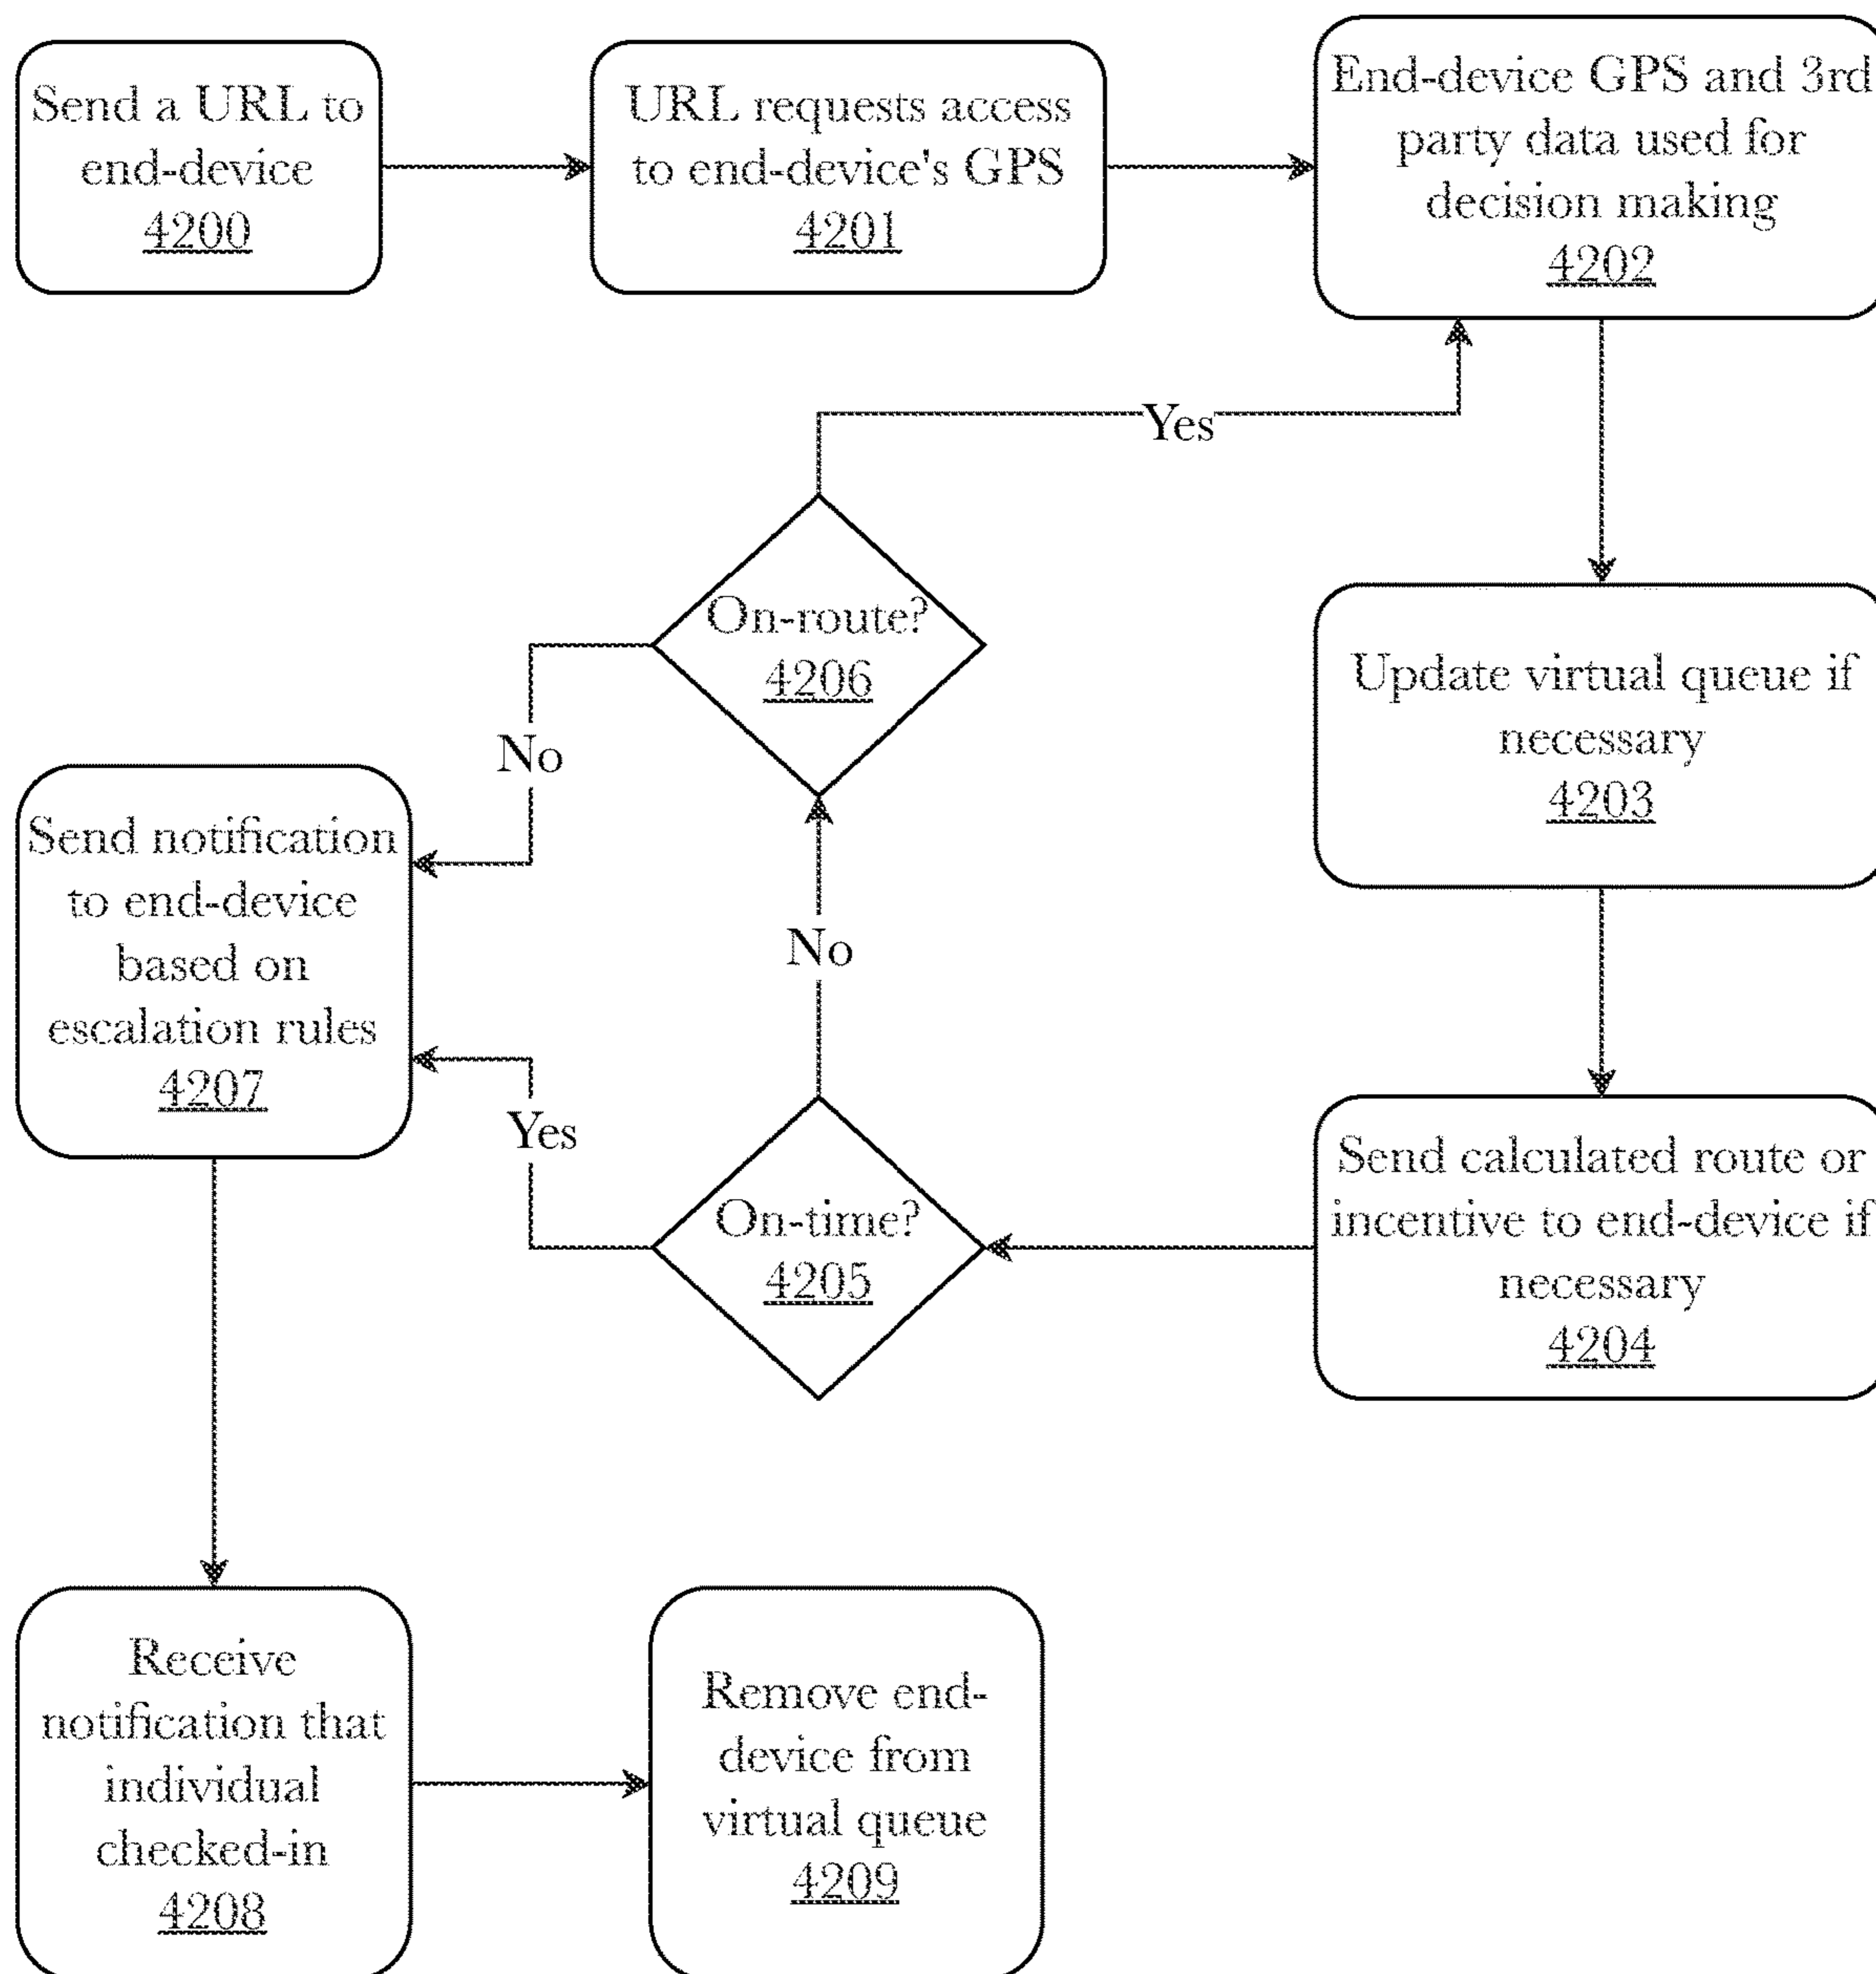 Send a URL to
end-device
4200
URL requests access
to end-device's GPS
4201
End-device GPS and 3rd
party data used for
decision making
4202
Yes
On-route?
4206
No
Update virtual queue if
necessary
4203
Send notification
to end-device
based on
escalation rules
4207
No
Yes
On-time?
4205
Send calculated route or
incentive to end-device if
necessary
4204
Receive
notification that
individual
checked-in
4208
Remove end-
device from
virtual queue
4209